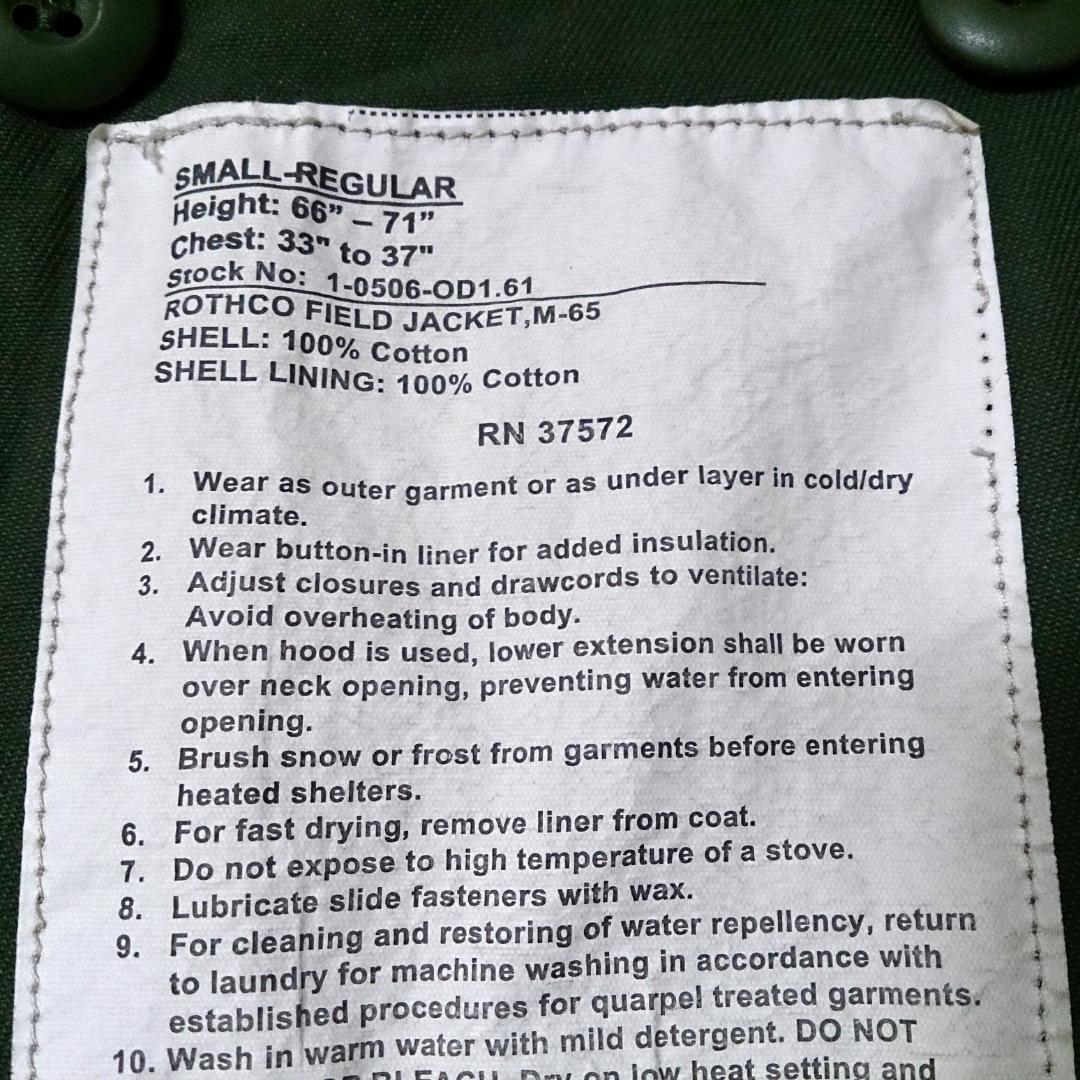 SMALL-REGULAR
Height: 66” – 71”
Chest: 33" to 37"
Stock No: 1-0506-OD1.61
ROTHCO FIELD JACKET,M-65
SHELL: 100% Cotton
SHELL LINING: 100% Cotton
RN 37572
1. Wear as outer garment or as under layer in cold/dry
climate.
2. Wear button-in liner for added insulation.
3. Adjust closures and drawcords to ventilate:
Avoid overheating of body.
4. When hood is used, lower extension shall be worn
over neck opening, preventing water from entering
opening.
5. Brush snow or frost from garments before entering
heated shelters.
6. For fast drying, remove liner from coat.
7. Do not expose to high temperature of a stove.
8. Lubricate slide fasteners with wax.
9. For cleaning and restoring of water repellency, return
to laundry for machine washing in accordance with
established procedures for quarpel treated garments.
10. Wash in warm water with mild detergent. DO NOT
BLEACH. Dry on low heat setting and